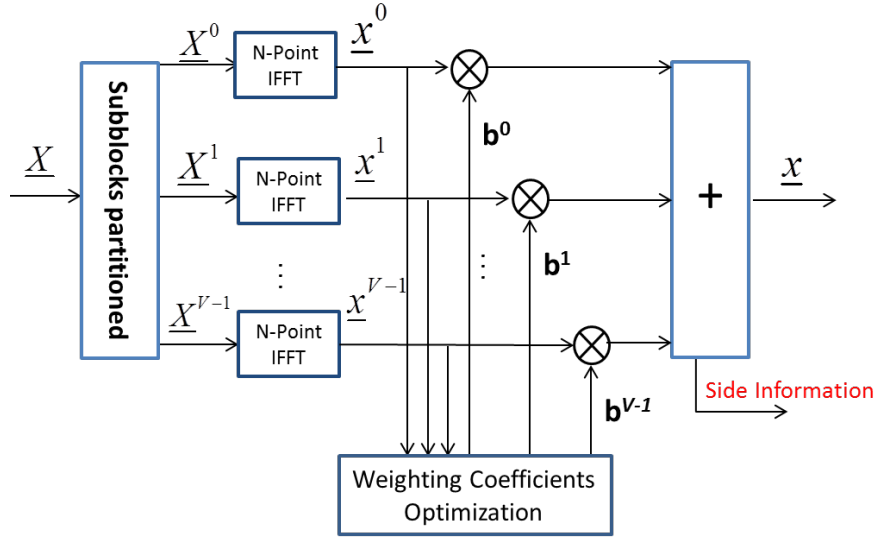 X
Subblocks partitioned
X^0
N-Point
IFFT
x^0
b^0
X^1
N-Point
IFFT
x^1
b^1
⋮
⋮
X^{V-1}
N-Point
IFFT
x^{V-1}
b^{V-1}
+
x
Side Information
Weighting Coefficients
Optimization